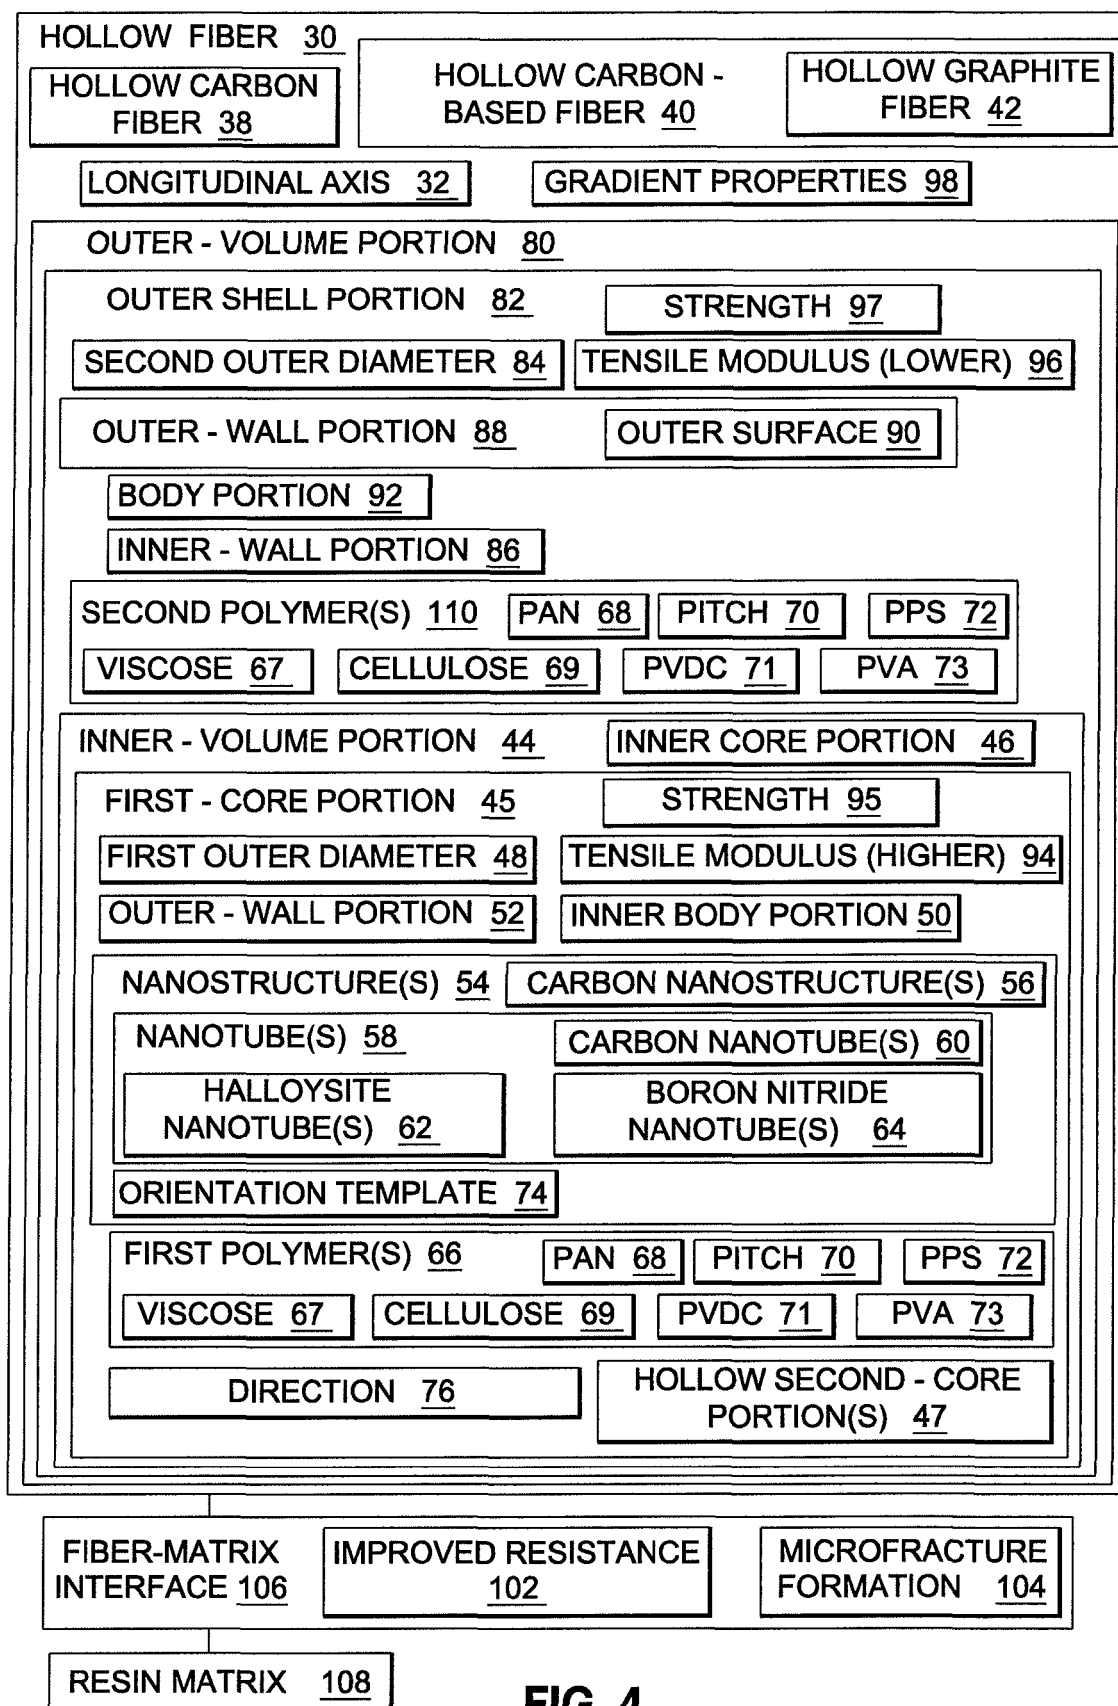 HOLLOW FIBER 30
HOLLOW CARBON FIBER 38
HOLLOW CARBON -
BASED FIBER 40
HOLLOW GRAPHITE
FIBER 42
LONGITUDINAL AXIS 32
GRADIENT PROPERTIES 98
OUTER - VOLUME PORTION 80
OUTER SHELL PORTION 82
STRENGTH 97
SECOND OUTER DIAMETER 84
TENSILE MODULUS (LOWER) 96
OUTER - WALL PORTION 88
OUTER SURFACE 90
BODY PORTION 92
INNER - WALL PORTION 86
SECOND POLYMER(S) 110
PAN 68
PITCH 70
PPS 72
VISCOSE 67
CELLULOSE 69
PVDC 71
PVA 73
INNER - VOLUME PORTION 44
INNER CORE PORTION 46
FIRST - CORE PORTION 45
STRENGTH 95
FIRST OUTER DIAMETER 48
TENSILE MODULUS (HIGHER) 94
OUTER - WALL PORTION 52
INNER BODY PORTION 50
NANOSTRUCTURE(S) 54
CARBON NANOSTRUCTURE(S) 56
NANOTUBE(S) 58
CARBON NANOTUBE(S) 60
HALLOYSITE
NANOTUBE(S) 62
BORON NITRIDE
NANOTUBE(S) 64
ORIENTATION TEMPLATE 74
FIRST POLYMER(S) 66
PAN 68
PITCH 70
PPS 72
VISCOSE 67
CELLULOSE 69
PVDC 71
PVA 73
DIRECTION 76
HOLLOW SECOND - CORE
PORTION(S) 47
FIBER-MATRIX
INTERFACE 106
IMPROVED RESISTANCE
102
MICROFRACTURE
FORMATION 104
RESIN MATRIX 108
FIG. 4